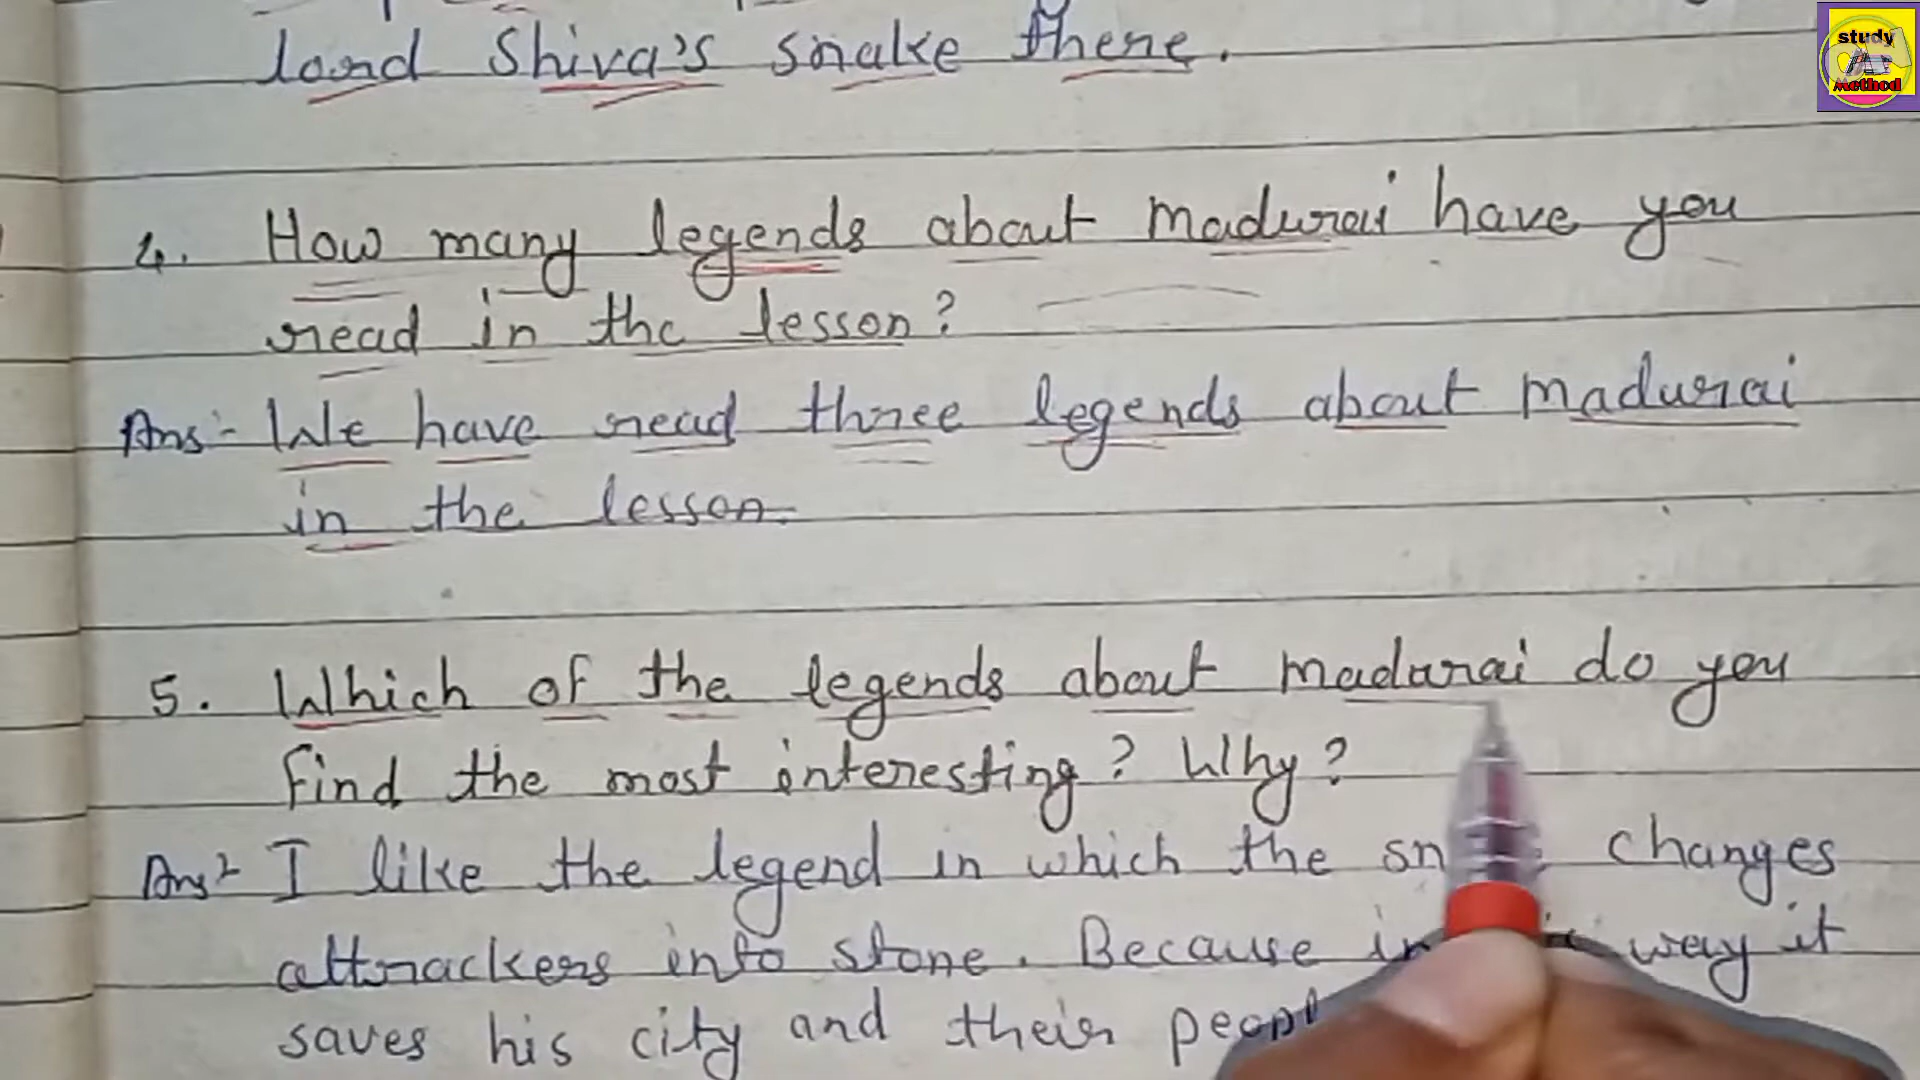 lord Shiva's snake there.
4. How many legends about Madurai have you
read in the lesson?
Ans:- We have read three legends about Madurai
in the lesson.
5. Which of the legends about Madurai do you
find the most interesting? Why?
Ans:- I like the legend in which the changes
attrackers into stone. Because way it
saves his city and their
study
Method